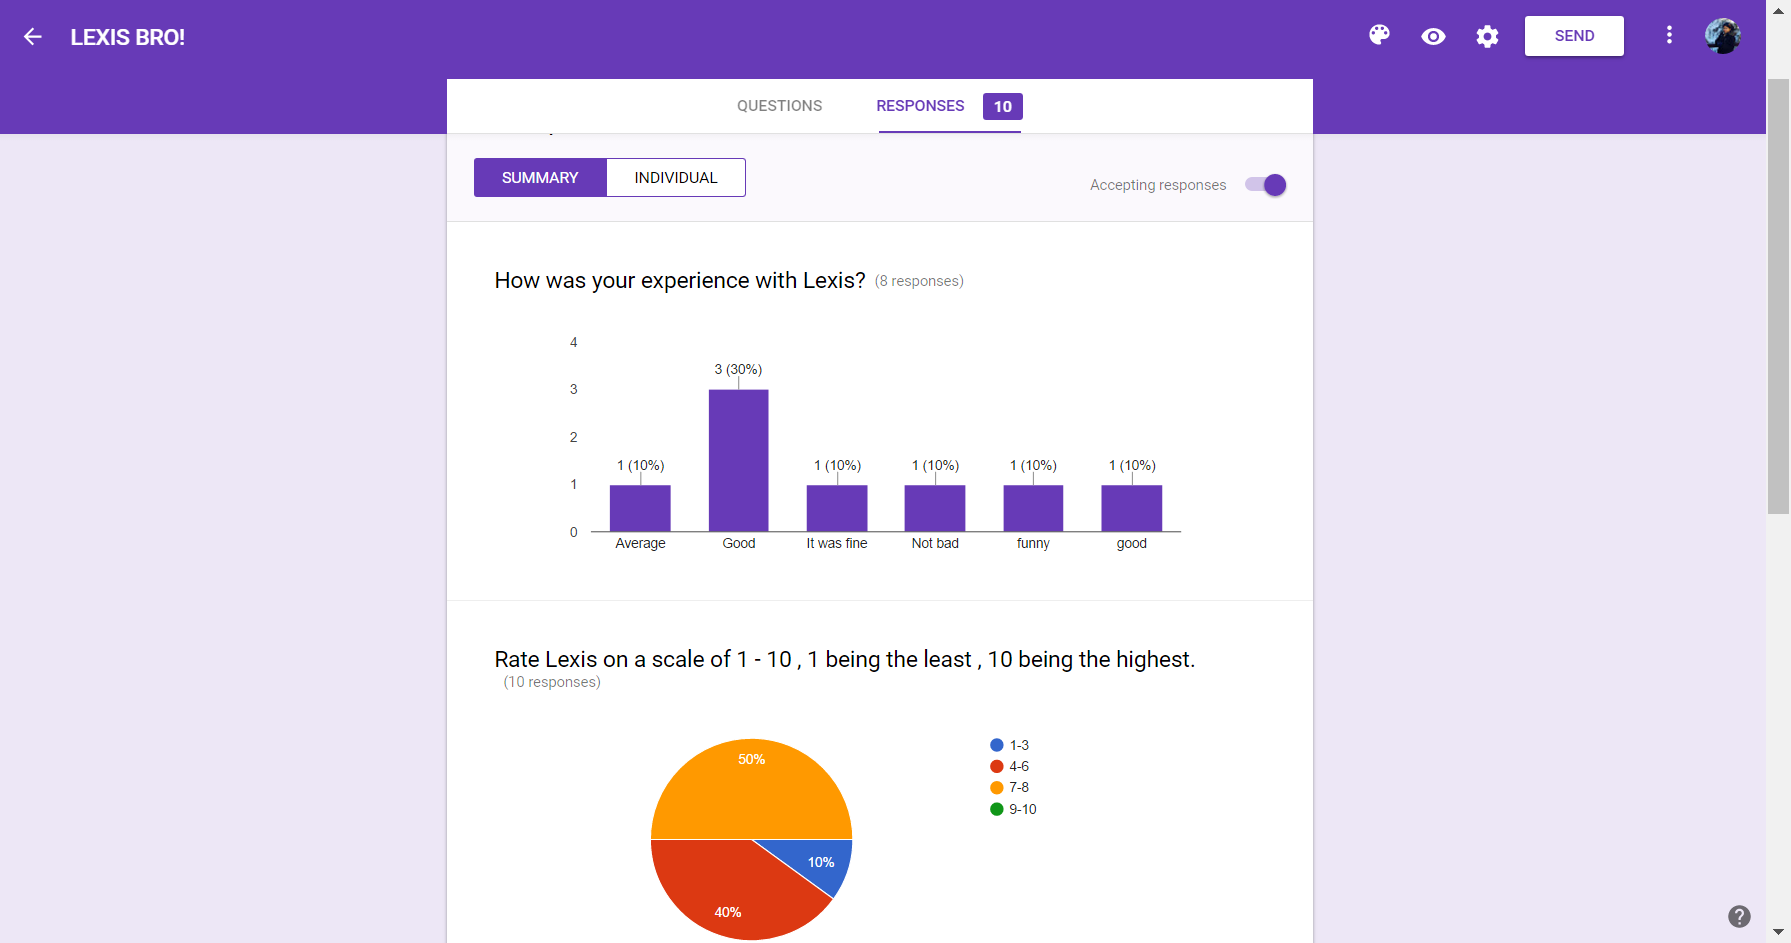 LEXIS BRO!
SEND
QUESTIONS RESPONSES 10
SUMMARY INDIVIDUAL
Accepting responses
How was your experience with Lexis? (8 responses)
4
3 (30%)
3
2
1 (10%) 1 (10%) 1 (10%) 1 (10%) 1 (10%)
1
0
Average Good It was fine Not bad funny good
Rate Lexis on a scale of 1 - 10 , 1 being the least , 10 being the highest.
(10 responses)
50%
10%
40%
1-3
4-6
7-8
9-10
?